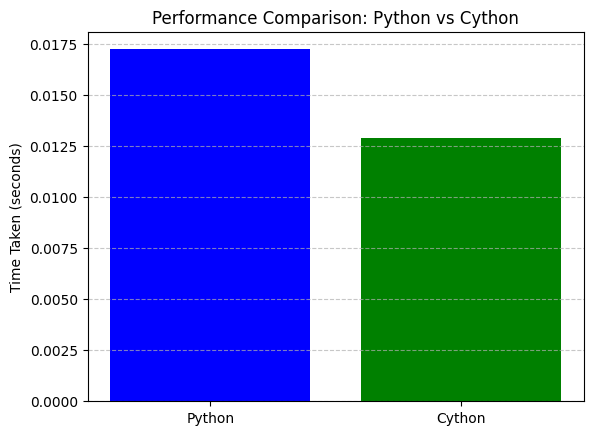 Performance Comparison: Python vs Cython
Time Taken (seconds)
0.0175
0.0150
0.0125
0.0100
0.0075
0.0050
0.0025
0.0000
Python Cython